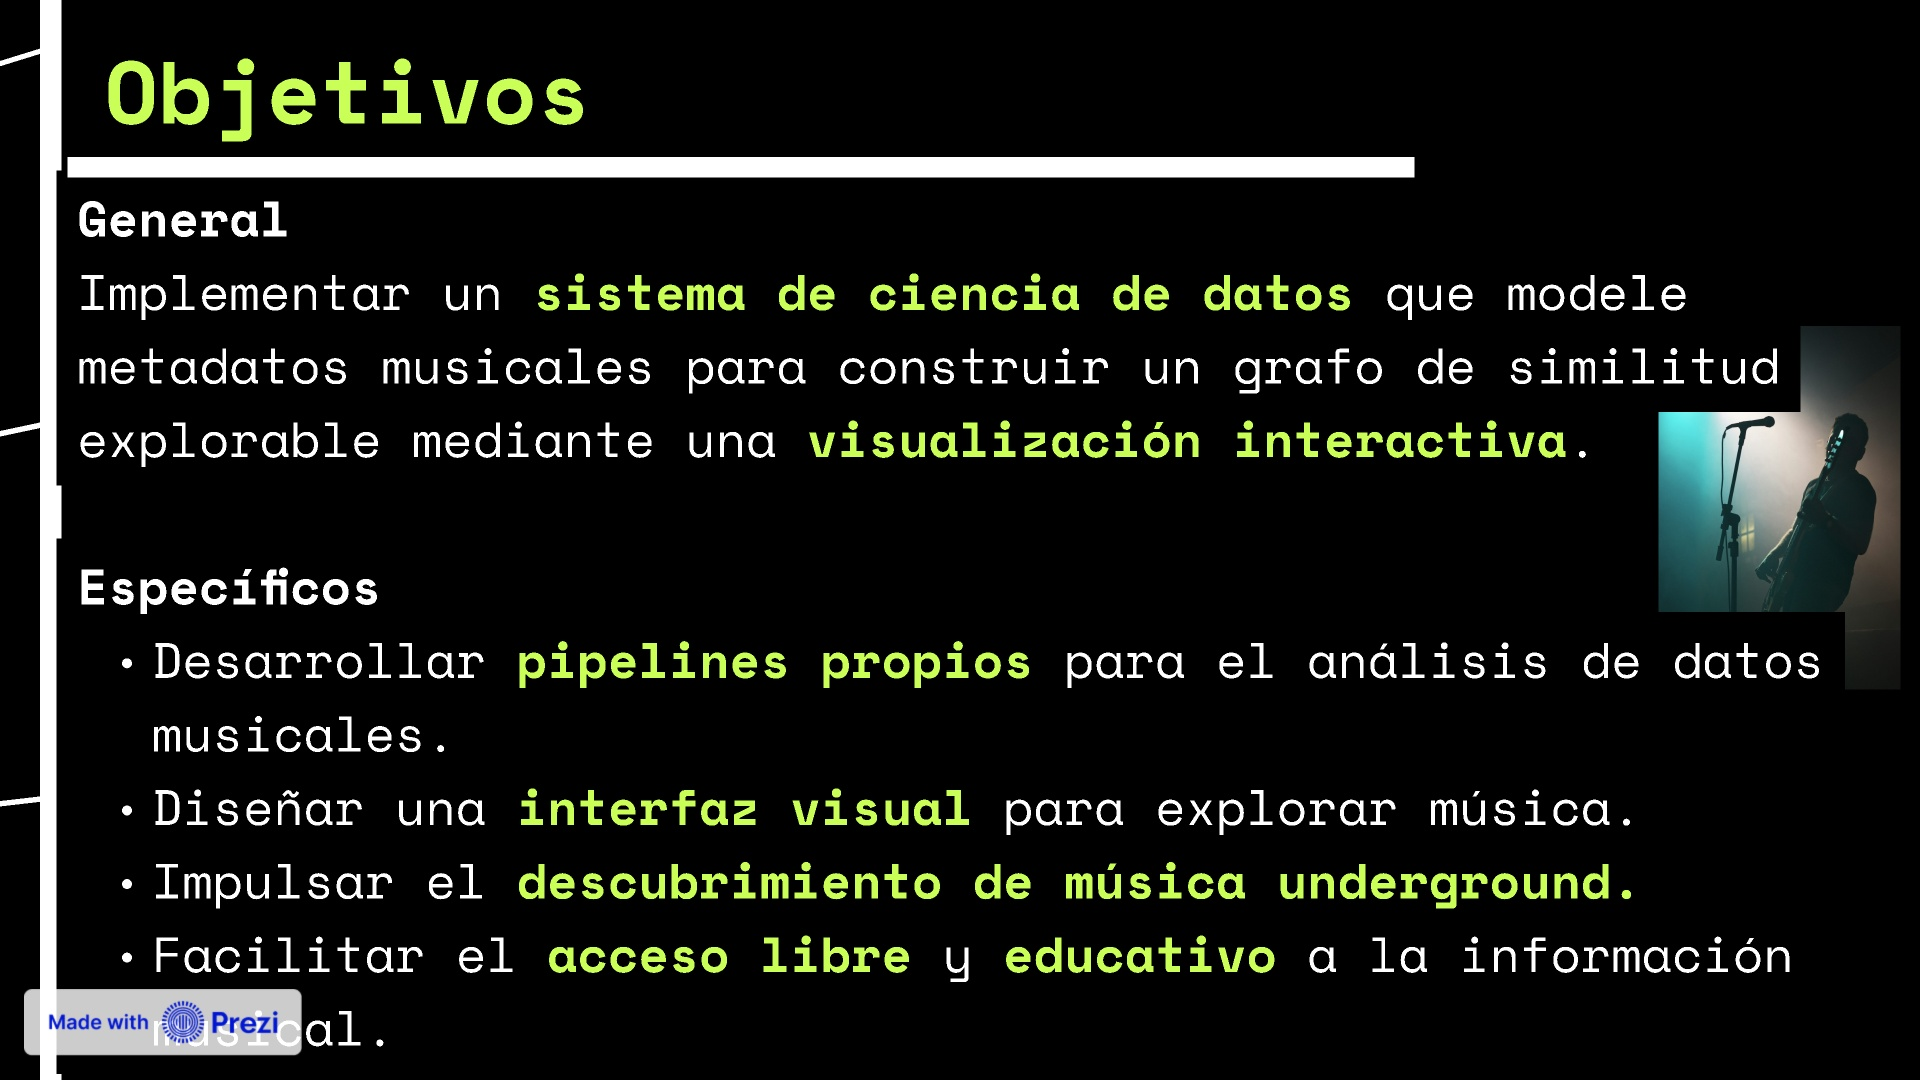 Objetivos
General
Implementar un sistema de ciencia de datos que modele
metadatos musicales para construir un grafo de similitud
explorable mediante una visualización interactiva.
Específicos
• Desarrollar pipelines propios para el análisis de datos
musicales.
• Diseñar una interfaz visual para explorar música.
• Impulsar el descubrimiento de música underground.
• Facilitar el acceso libre y educativo a la información
musical.
Made with Prezi